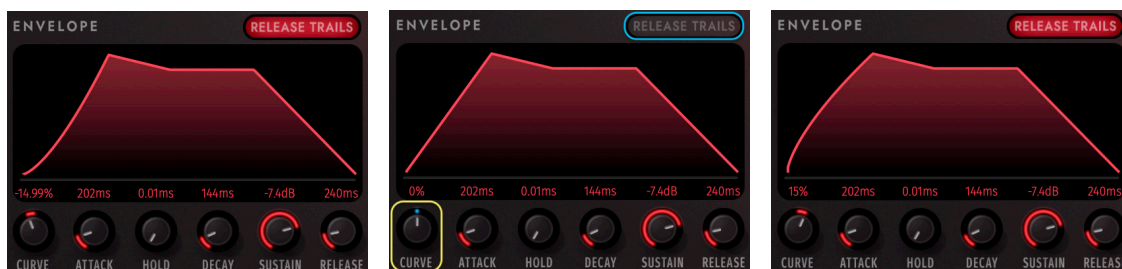 ENVELOPE RELEASE TRAILS
-14.99% 202ms 0.01ms 144ms -7.4dB 240ms
CURVE ATTACK HOLD DECAY SUSTAIN RELEASE
ENVELOPE RELEASE TRAILS
0% 202ms 0.01ms 144ms -7.4dB 240ms
CURVE ATTACK HOLD DECAY SUSTAIN RELEASE
ENVELOPE RELEASE TRAILS
15% 202ms 0.01ms 144ms -7.4dB 240ms
CURVE ATTACK HOLD DECAY SUSTAIN RELEASE